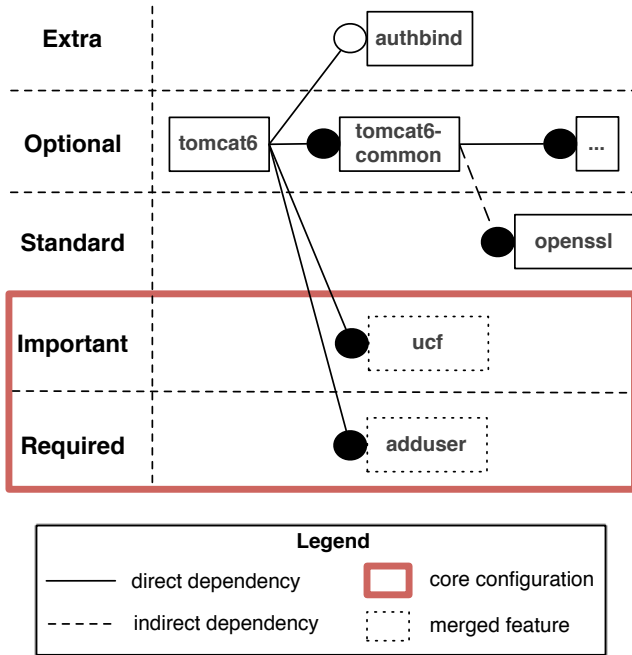 Extra
authbind
Optional
tomcat6
tomcat6-
common
...
Standard
openssl
Important
ucf
Required
adduser
Legend
direct dependency
core configuration
indirect dependency
merged feature